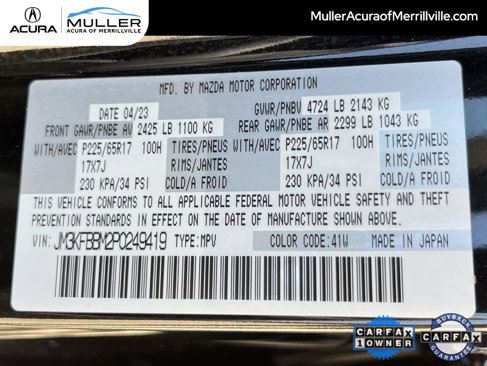 ACURA
MULLER
ACURA OF MERRILLVILLE
MullerAcuraofMerrillville.com
MFD. BY MAZDA MOTOR CORPORATION
DATE 04/23
GVWR/PNBV 4724 LB 2143 KG
FRONT GAWR/PNBE AV 2425 LB 1100 KG
REAR GAWR/PNBE AR 2299 LB 1043 KG
WITH/AVEC P225/65R17 100H TIRES/PNEUS
WITH/AVEC P225/65R17 100H TIRES/PNEUS
17X7J RIMS/JANTES
17X7J RIMS/JANTES
230 KPA/34 PSI COLD/A FROID
230 KPA/34 PSI COLD/A FROID
THIS VEHICLE CONFORMS TO ALL APPLICABLE FEDERAL MOTOR VEHICLE SAFETY AND THEFT
PREVENTION STANDARDS IN EFFECT ON THE DATE OF MANUFACTURE SHOWN ABOVE.
VIN: JM3KFBBM2P0249419 TYPE:MPV
COLOR CODE:41W MADE IN JAPAN
CARFAX
1 OWNER
BUYBACK
CARFAX
GUARANTEE